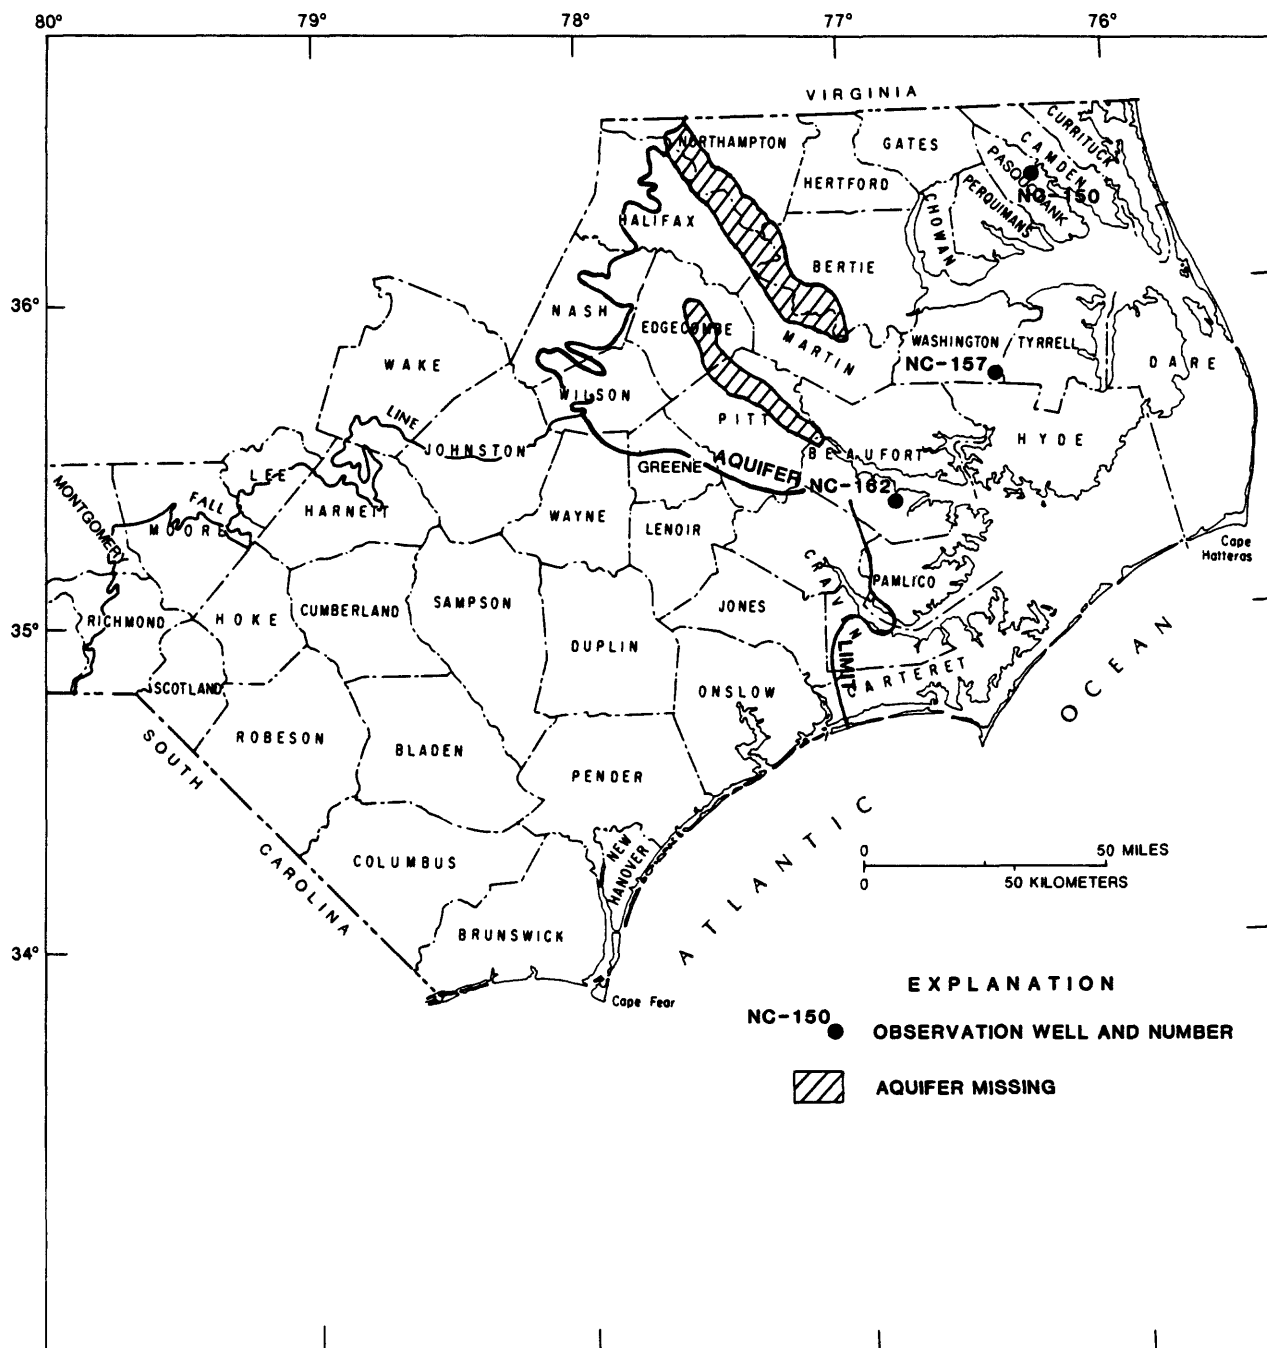 80° 79° 78° 77° 76°
VIRGINIA
NORTHAMPTON
GATES
CURRITUCK
CAMDEN
PASQUOTANK
HERTFORD
PERQUIMANS
NC-150
CHOWAN
HALIFAX
BERTIE
36°
NASH
EDGECOMBE
MARTIN
WASHINGTON
TYRRELL
DARE
WAKE
NC-157
WILSON
PITT
LINE
JOHNSTON
HYDE
BEAUFORT
GREENE
AQUIFER
LEE
MONTGOMERY
FALL
NC-162
HARNETT
MOORE
WAYNE
LENOIR
Cape
Hatteras
CRAVEN
PAMLICO
RICHMOND
HOKE
CUMBERLAND
SAMPSON
JONES
35°
DUPLIN
LIMIT
CARTERET
SCOTLAND
ONSLOW
ROBESON
BLADEN
SOUTH CAROLINA
PENDER
ATLANTIC OCEAN
COLUMBUS
NEW
HANOVER
0 50 MILES
0 50 KILOMETERS
BRUNSWICK
34°
Cape Fear
EXPLANATION
NC-150
OBSERVATION WELL AND NUMBER
AQUIFER MISSING